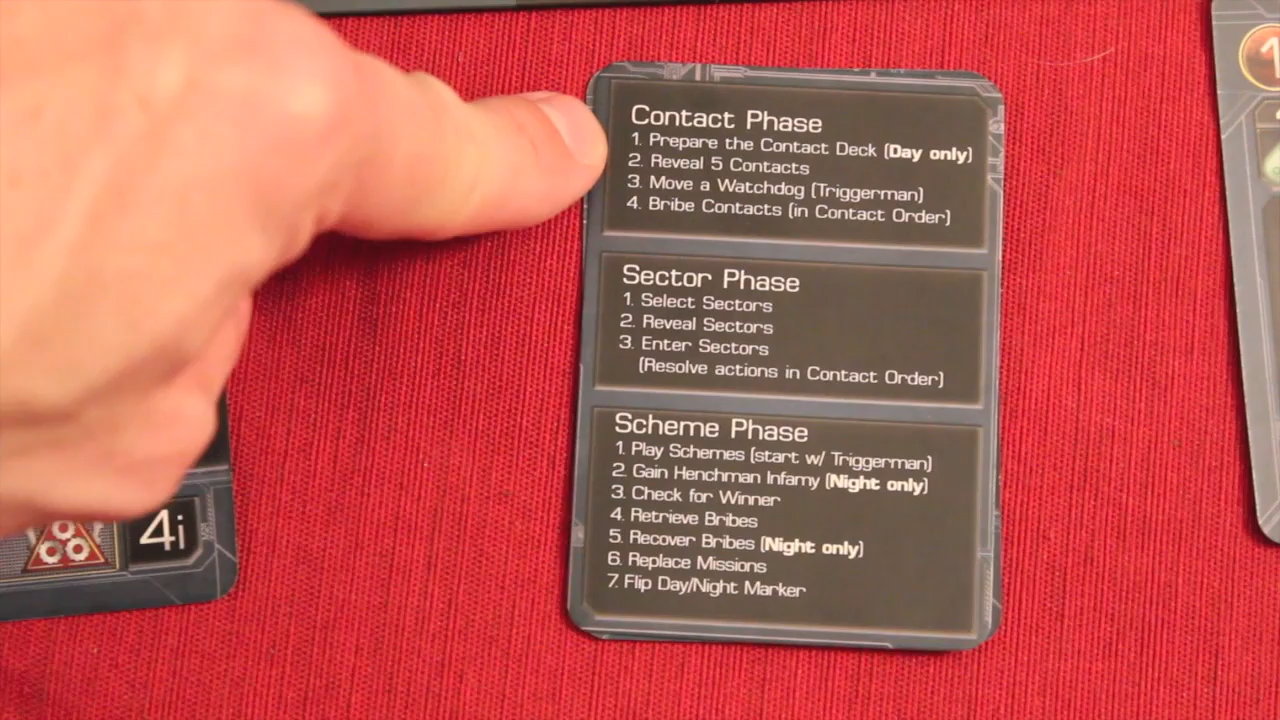 Contact Phase
1. Prepare the Contact Deck (Day only)
2. Reveal 5 Contacts
3. Move a Watchdog (Triggerman)
4. Bribe Contacts (in Contact Order)
Sector Phase
1. Select Sectors
2. Reveal Sectors
3. Enter Sectors
(Resolve actions in Contact Order)
Scheme Phase
1. Play Schemes (start w/ Triggerman)
2. Gain Henchman Infamy (Night only)
3. Check for Winner
4. Retrieve Bribes
5. Recover Bribes (Night only)
6. Replace Missions
7. Flip Day/Night Marker
4i
1